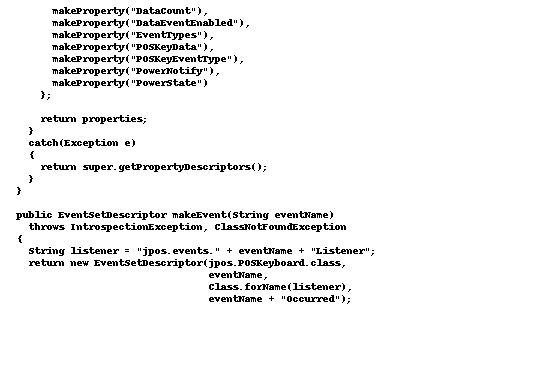 makeProperty("DataCount"),
      makeProperty("DataEventEnabled"),
      makeProperty("EventTypes"),
      makeProperty("POSKeyData"),
      makeProperty("POSKeyEventType"),
      makeProperty("PowerNotify"),
      makeProperty("PowerState")
    };

    return properties;
  }
  catch(Exception e)
  {
    return super.getPropertyDescriptors();
  }
}

public EventSetDescriptor makeEvent(String eventName)
  throws IntrospectionException, ClassNotFoundException
{
  String listener = "jpos.events." + eventName + "Listener";
  return new EventSetDescriptor(jpos.POSKeyboard.class,
                                eventName,
                                Class.forName(listener),
                                eventName + "Occurred");